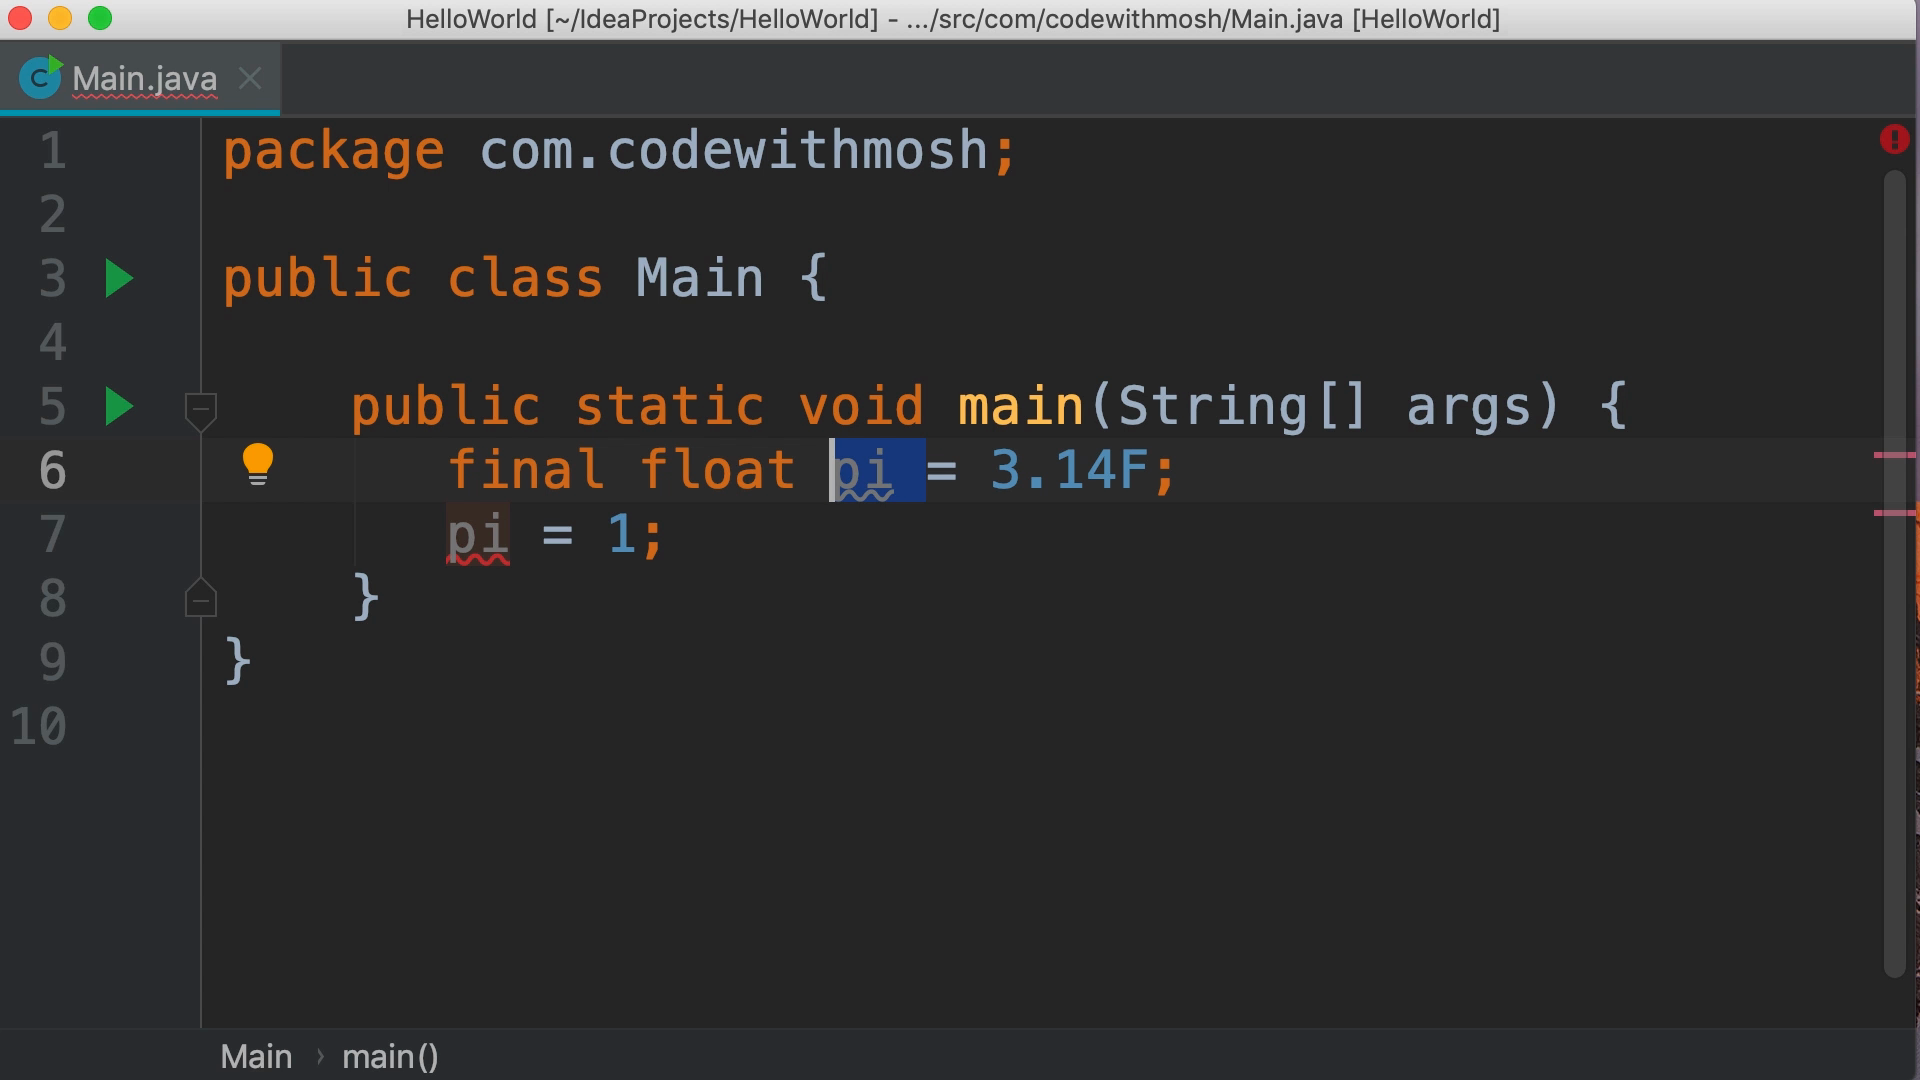 HelloWorld [~/IdeaProjects/HelloWorld] - .../src/com/codewithmosh/Main.java [HelloWorld]
Main.java
1 package com.codewithmosh;
2
3 public class Main {
4
5 public static void main(String[] args) {
6 final float pi = 3.14F;
7 pi = 1;
8 }
9 }
10
Main › main()